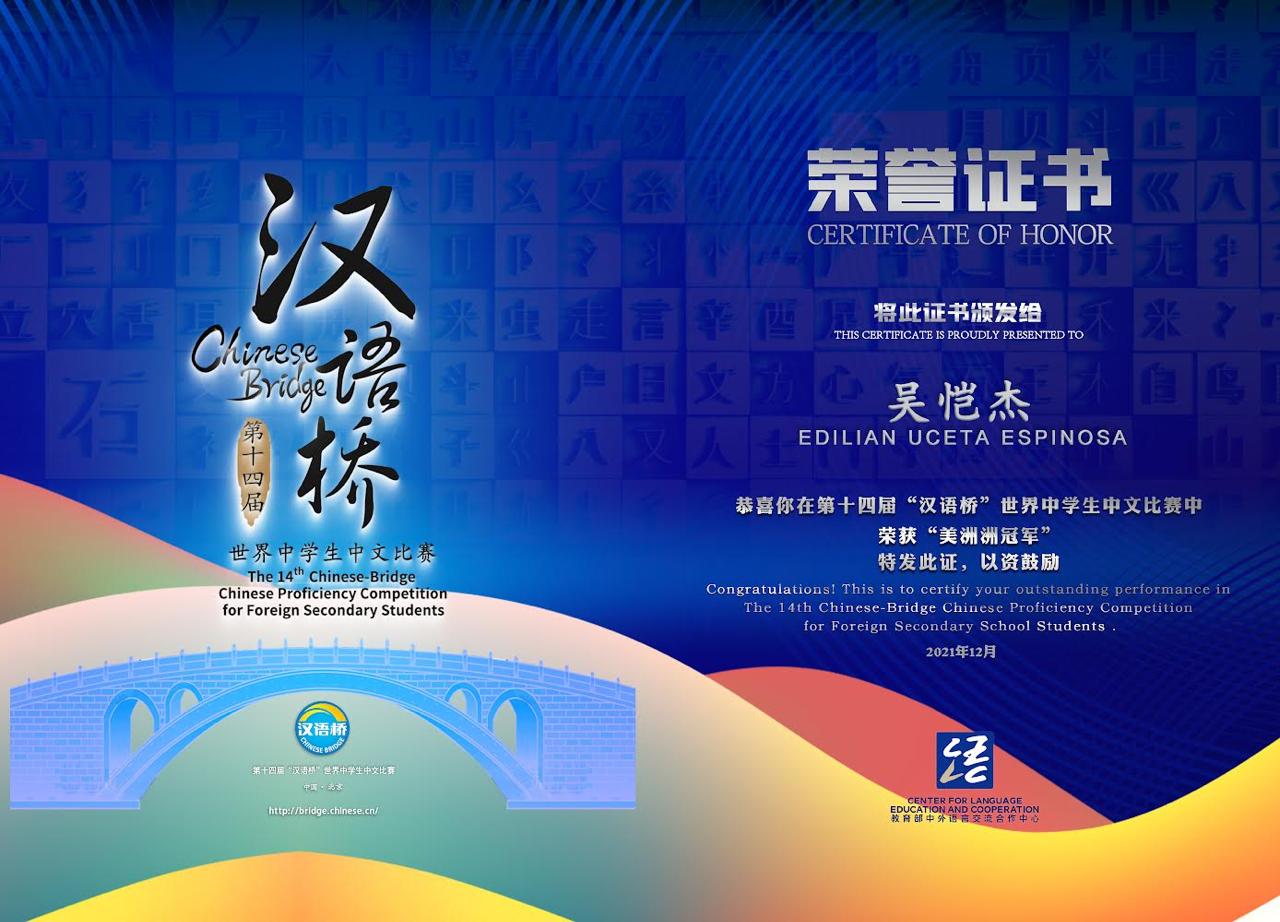 汉语桥
Chinese
Bridge
第十四届
世界中学生中文比赛
The 14th Chinese-Bridge
Chinese Proficiency Competition
for Foreign Secondary Students
汉语桥
CHINESE BRIDGE
第十四届“汉语桥”世界中学生中文比赛
中国·北京
http://bridge.chinese.cn/
荣誉证书
CERTIFICATE OF HONOR
将此证书颁发给
THIS CERTIFICATE IS PROUDLY PRESENTED TO
吴恺杰
EDILIAN UCETA ESPINOSA
恭喜你在第十四届“汉语桥”世界中学生中文比赛中
荣获“美洲洲冠军”
特发此证，以资鼓励
Congratulations! This is to certify your outstanding performance in
The 14th Chinese-Bridge Chinese Proficiency Competition
for Foreign Secondary School Students .
2021年12月
语
CENTER FOR LANGUAGE
EDUCATION AND COOPERATION
教育部中外语言交流合作中心